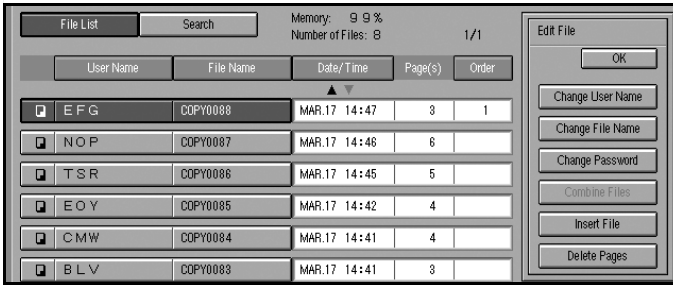 File List Search Memory: 99% Number of Files: 8 1/1
Edit File
OK
User Name File Name Date/Time Page(s) Order
▲ ▼
EFG COPY0088 MAR.17 14:47 3 1
NOP COPY0087 MAR.17 14:46 6
TSR COPY0086 MAR.17 14:45 5
EOY COPY0085 MAR.17 14:42 4
CMW COPY0084 MAR.17 14:41 4
BLV COPY0083 MAR.17 14:41 3
Change User Name
Change File Name
Change Password
Combine Files
Insert File
Delete Pages